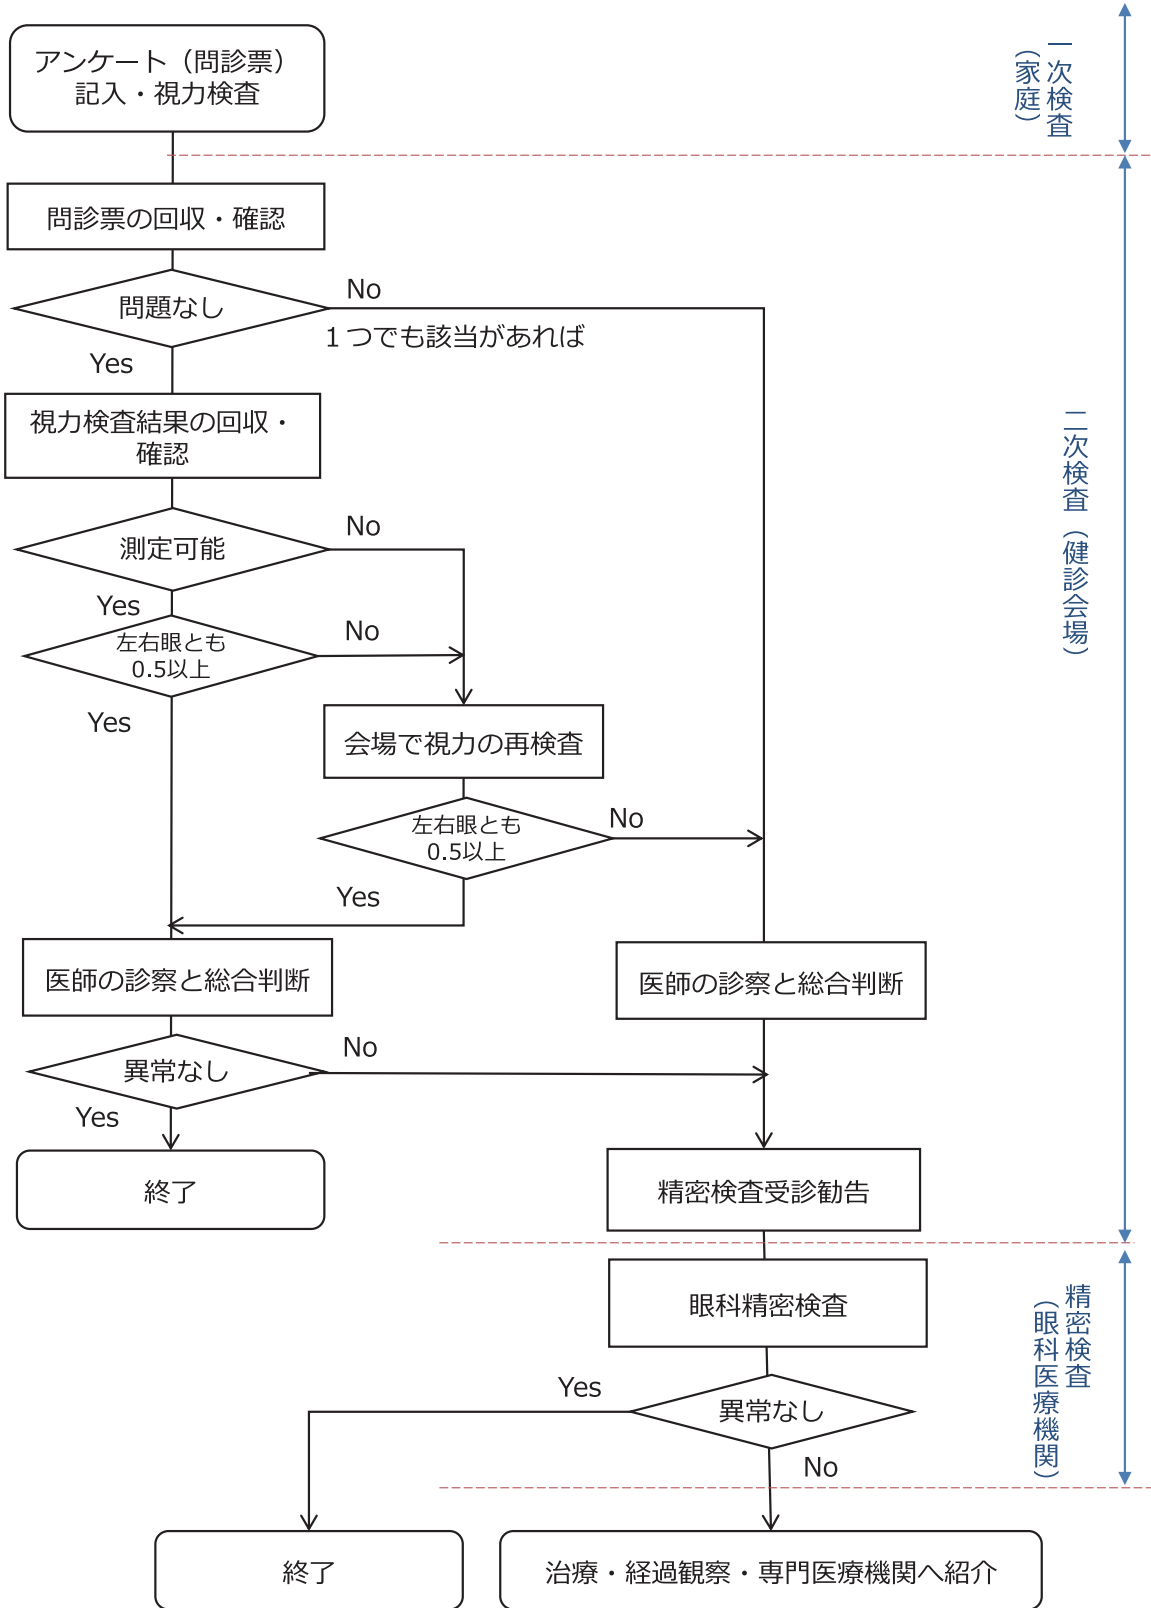 アンケート（問診票）
記入・視力検査
一次検査
（家庭）
問診票の回収・確認
問題なし
No
１つでも該当があれば
Yes
視力検査結果の回収・
確認
二次検査（健診会場）
測定可能
No
Yes
左右眼とも
0.5以上
No
Yes
会場で視力の再検査
左右眼とも
0.5以上
No
Yes
医師の診察と総合判断
医師の診察と総合判断
異常なし
No
Yes
終了
精密検査受診勧告
眼科精密検査
精密検査
（眼科医療機関）
異常なし
Yes
No
終了
治療・経過観察・専門医療機関へ紹介